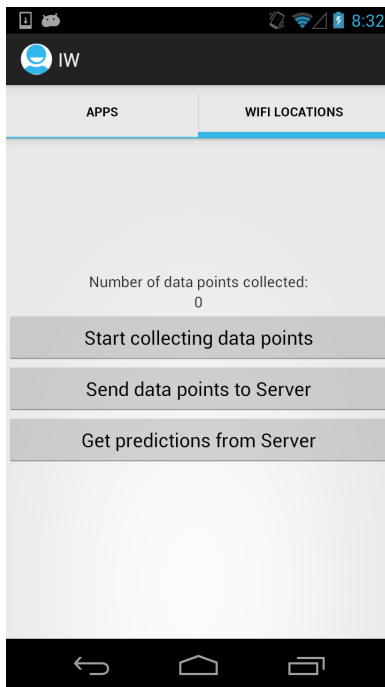 8:32
IW
APPS
WIFI LOCATIONS
Number of data points collected:
0
Start collecting data points
Send data points to Server
Get predictions from Server